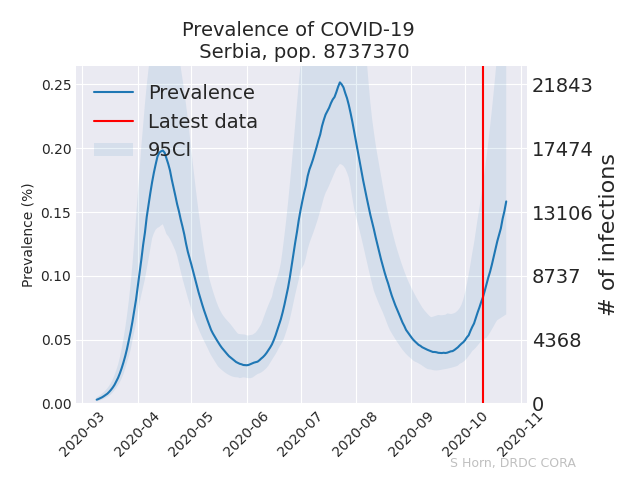 Prevalence of COVID-19
Serbia, pop. 8737370
Prevalence
Latest data
95CI
Prevalence (%)
0.25
0.20
0.15
0.10
0.05
0.00
21843
17474
13106
8737
4368
0
# of infections
2020-03
2020-04
2020-05
2020-06
2020-07
2020-08
2020-09
2020-10
2020-11
S Horn, DRDC CORA